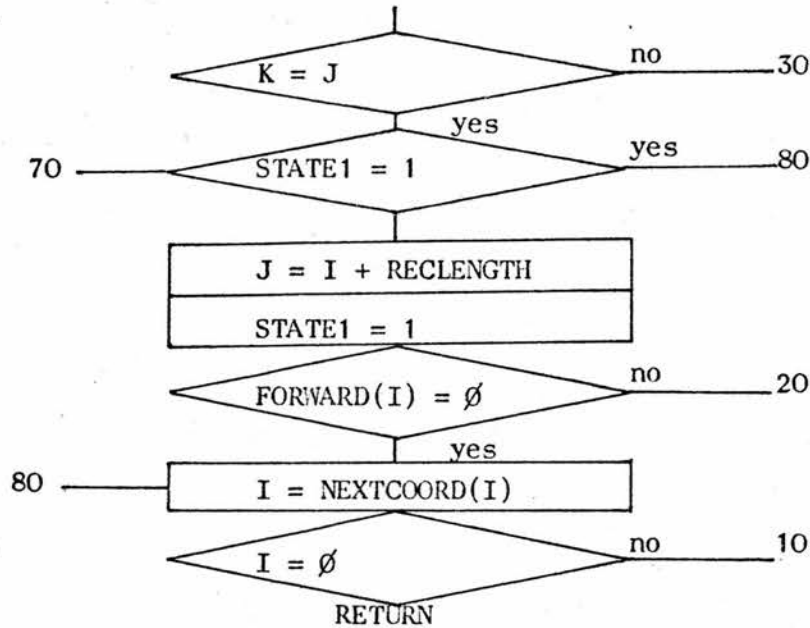 K = J no 30
yes
70 STATE1 = 1 yes 80
J = I + RECLENGTH
STATE1 = 1
FORWARD(I) = Ø no 20
yes
80 I = NEXTCOORD(I)
I = Ø no 10
RETURN